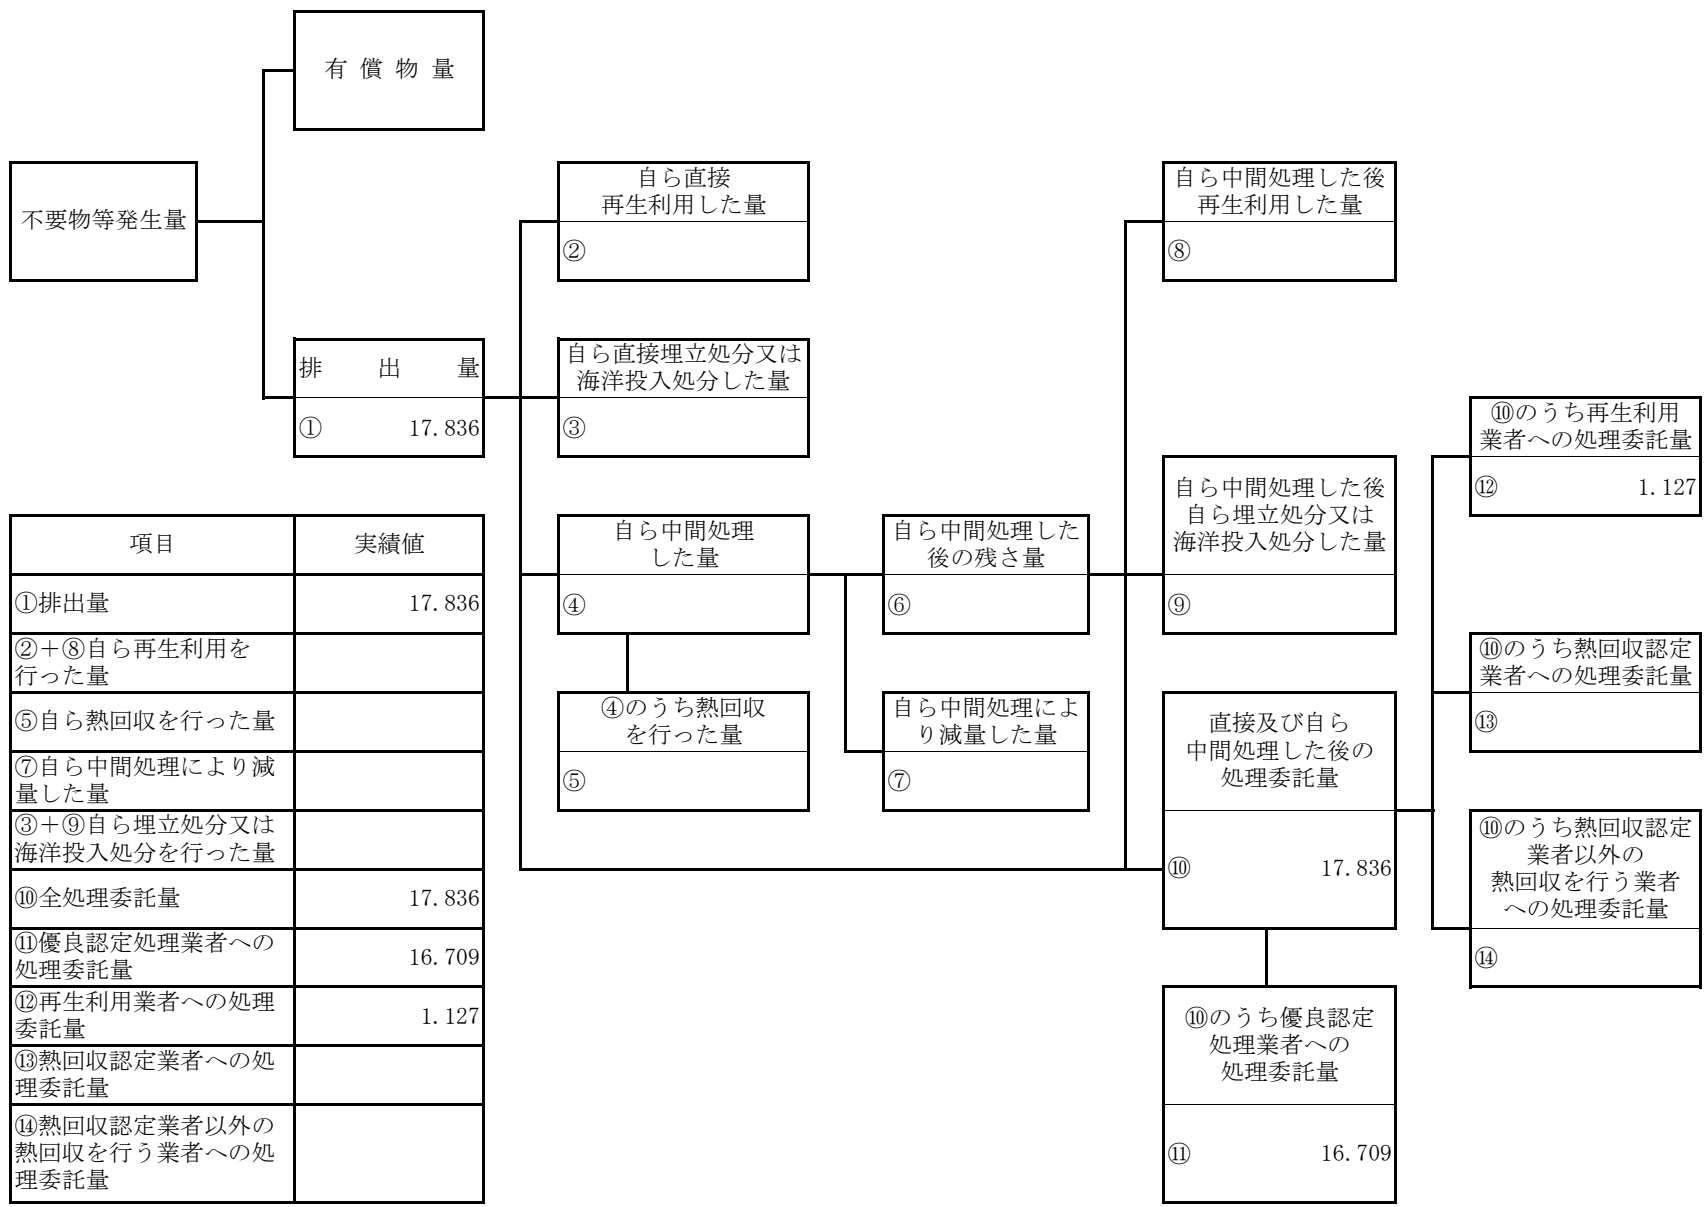 有償物量
不要物等発生量
自ら直接
再生利用した量
②
自ら中間処理した後
再生利用した量
⑧
排出量
① 17.836
自ら直接埋立処分又は
海洋投入処分した量
③
⑩のうち再生利用
業者への処理委託量
⑫ 1.127
自ら中間処理した後
自ら埋立処分又は
海洋投入処分した量
⑨
自ら中間処理
した量
④
自ら中間処理した
後の残さ量
⑥
⑩のうち熱回収認定
業者への処理委託量
⑬
④のうち熱回収
を行った量
⑤
自ら中間処理によ
り減量した量
⑦
直接及び自ら
中間処理した後の
処理委託量
⑩ 17.836
⑩のうち熱回収認定
業者以外の
熱回収を行う業者
への処理委託量
⑭
⑩のうち優良認定
処理業者への
処理委託量
⑪ 16.709
項目 実績値
①排出量 17.836
②＋⑧自ら再生利用を
行った量
⑤自ら熱回収を行った量
⑦自ら中間処理により減
量した量
③＋⑨自ら埋立処分又は
海洋投入処分を行った量
⑩全処理委託量 17.836
⑪優良認定処理業者への
処理委託量 16.709
⑫再生利用業者への処理
委託量 1.127
⑬熱回収認定業者への処
理委託量
⑭熱回収認定業者以外の
熱回収を行う業者への処
理委託量